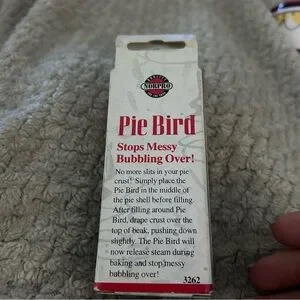 NORPRO
Pie Bird
Stops Messy
Bubbling Over!
No more slits in your pie
crust! Simply place the
Pie Bird in the middle of
the pie shell before filling.
After filling around Pie
Bird, drape crust over the
top of beak, pushing down
slightly. The Pie Bird will
now release steam during
baking and stop messy
bubbling over!
3262